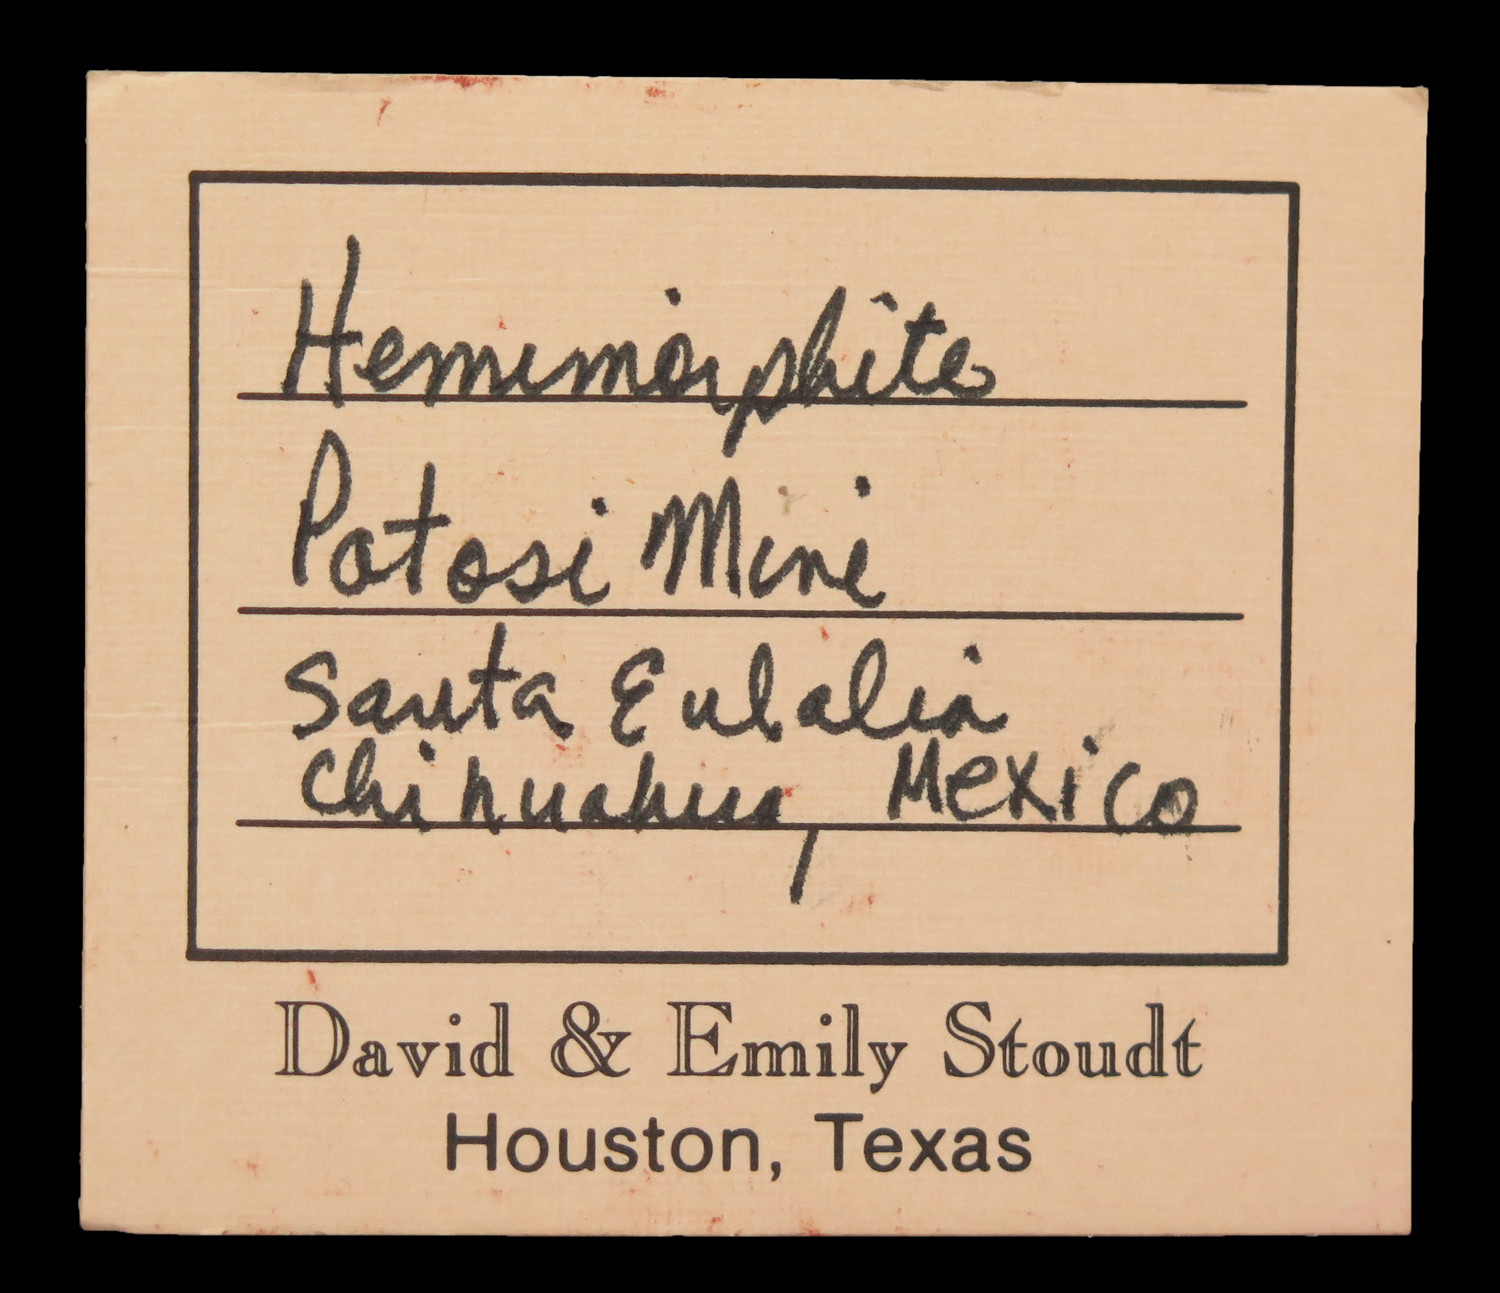 Hemimorphite
Potosi Mine
Santa Eulalia
Chihuahua, Mexico
David & Emily Stoudt
Houston, Texas